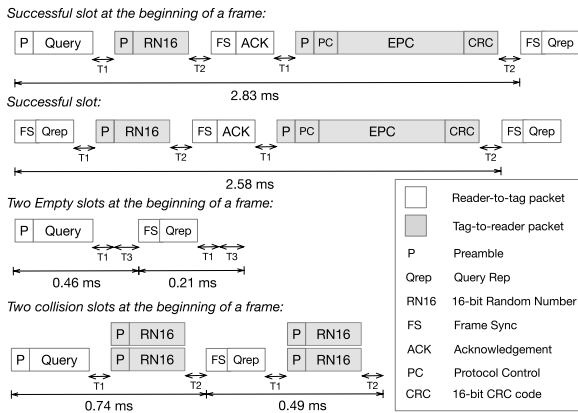 Successful slot at the beginning of a frame:
P Query P RN16 FS ACK P PC EPC CRC FS Qrep
T1 T2 T1 T2
2.83 ms
Successful slot:
FS Qrep P RN16 FS ACK P PC EPC CRC FS Qrep
T1 T2 T1 T2
2.58 ms
Two Empty slots at the beginning of a frame:
P Query FS Qrep
T1 T3 T1 T3
0.46 ms 0.21 ms
Two collision slots at the beginning of a frame:
P RN16 P RN16
P Query P RN16 FS Qrep P RN16
T1 T2 T1 T2
0.74 ms 0.49 ms
Reader-to-tag packet
Tag-to-reader packet
P Preamble
Qrep Query Rep
RN16 16-bit Random Number
FS Frame Sync
ACK Acknowledgement
PC Protocol Control
CRC 16-bit CRC code